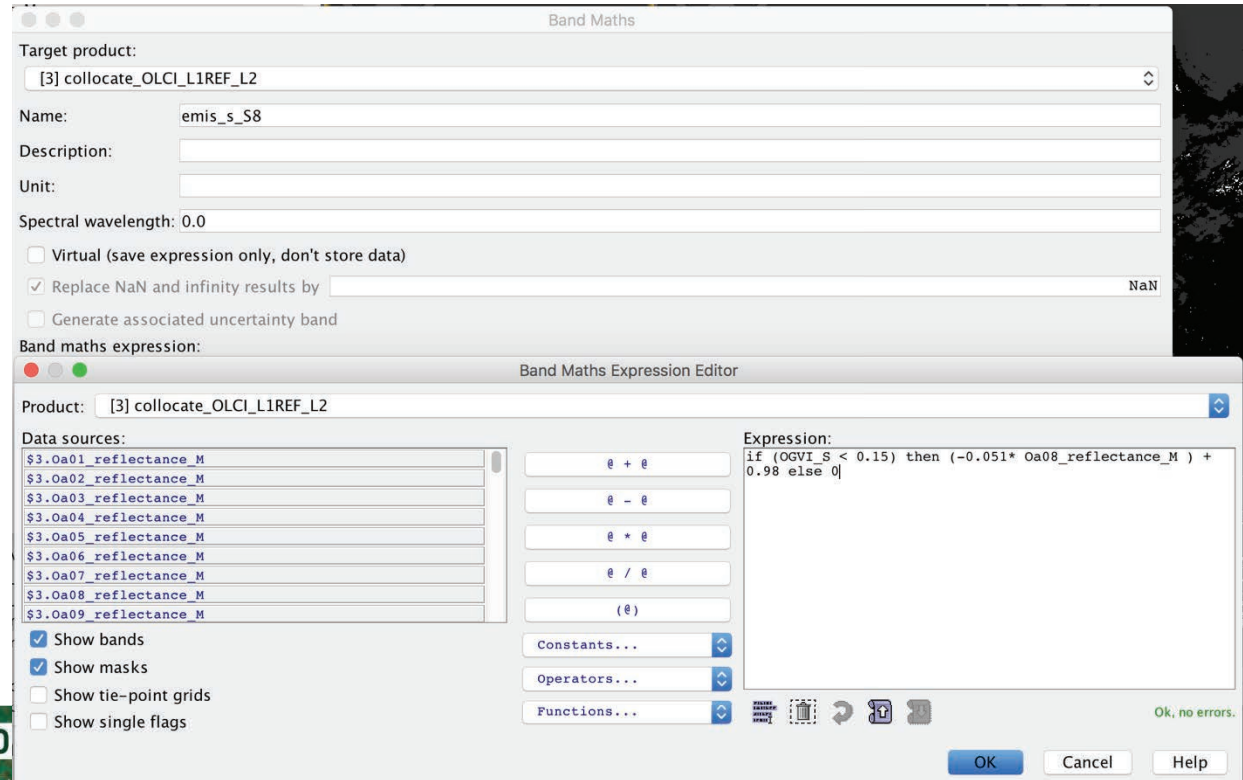 Band Maths
Target product:
[3] collocate_OLCI_L1REF_L2
Name: emis_s_S8
Description:
Unit:
Spectral wavelength: 0.0
Virtual (save expression only, don't store data)
Replace NaN and infinity results by NaN
Generate associated uncertainty band
Band maths expression:
Band Maths Expression Editor
Product: [3] collocate_OLCI_L1REF_L2
Data sources:
$3.Oa01_reflectance_M
$3.Oa02_reflectance_M
$3.Oa03_reflectance_M
$3.Oa04_reflectance_M
$3.Oa05_reflectance_M
$3.Oa06_reflectance_M
$3.Oa07_reflectance_M
$3.Oa08_reflectance_M
$3.Oa09_reflectance_M
Show bands
Show masks
Show tie-point grids
Show single flags
@ + @
@ - @
@ * @
@ / @
(@)
Constants...
Operators...
Functions...
Expression:
if (OGVI_S < 0.15) then (-0.051* Oa08_reflectance_M ) +
0.98 else 0
Ok, no errors.
OK Cancel Help